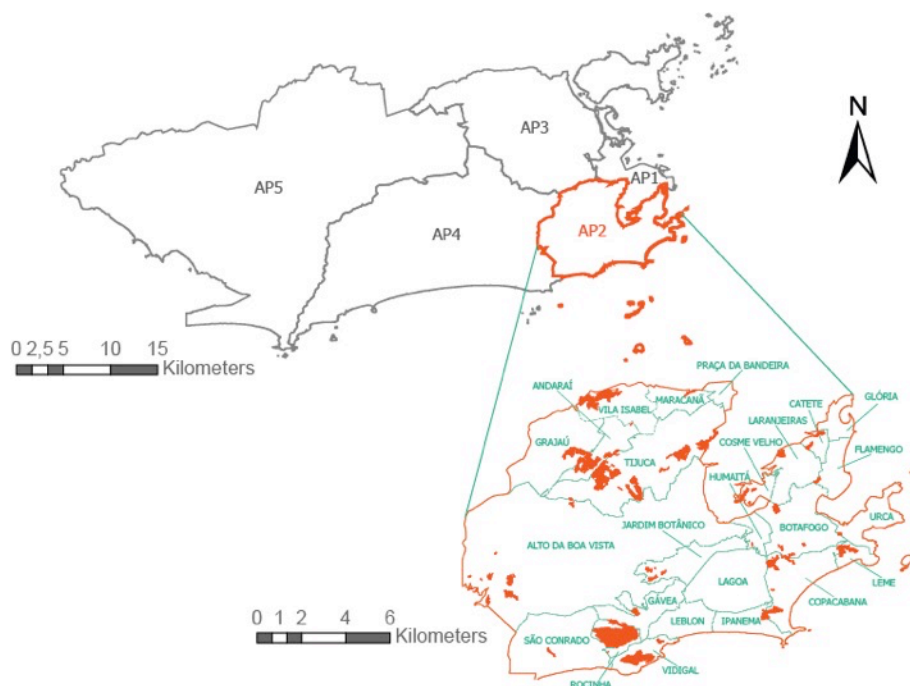 N
AP3
AP1
AP5
AP2
AP4
0 2,5 5 10 15
Kilometers
PRAÇA DA BANDEIRA
ANDARAÍ
MARACANÃ
GLÓRIA
CATETE
VILA ISABEL
LARANJEIRAS
GRAJAÚ
COSME VELHO
FLAMENGO
TIJUCA
HUMAITÁ
URCA
JARDIM BOTÂNICO
BOTAFOGO
ALTO DA BOA VISTA
LEME
LAGOA
COPACABANA
GÁVEA
0 1 2 4 6
Kilometers
LEBLON
IPANEMA
SÃO CONRADO
VIDIGAL
ROCINHA